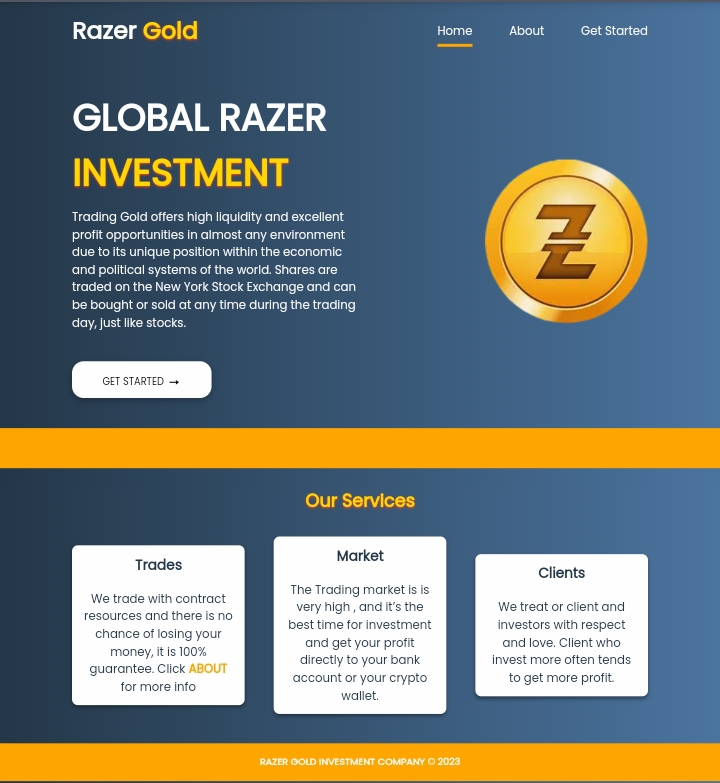 Razer Gold
Home About Get Started
GLOBAL RAZER
INVESTMENT
Trading Gold offers high liquidity and excellent
profit opportunities in almost any environment
due to its unique position within the economic
and political systems of the world. Shares are
traded on the New York Stock Exchange and can
be bought or sold at any time during the trading
day, just like stocks.
GET STARTED →
Our Services
Trades
We trade with contract
resources and there is no
chance of losing your
money, it is 100%
guarantee. Click ABOUT
for more info
Market
The Trading market is is
very high , and it’s the
best time for investment
and get your profit
directly to your bank
account or your crypto
wallet.
Clients
We treat or client and
investors with respect
and love. Client who
invest more often tends
to get more profit.
RAZER GOLD INVESTMENT COMPANY © 2023